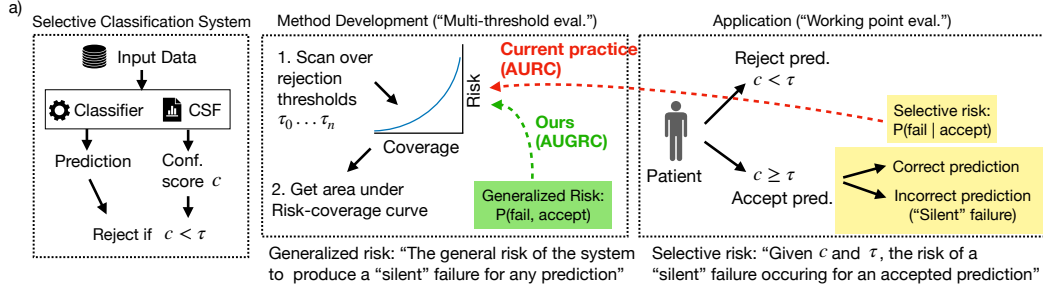 a)
Selective Classification System
Input Data
Classifier
CSF
Prediction
Conf.
score c
Reject if c < τ
Method Development ("Multi-threshold eval.")
1. Scan over
rejection
thresholds
τ0 . . . τn
Risk
Coverage
2. Get area under
Risk-coverage curve
Current practice
(AURC)
Ours
(AUGRC)
Generalized Risk:
P(fail, accept)
Generalized risk: "The general risk of the system
to produce a "silent" failure for any prediction"
Application ("Working point eval.")
Reject pred.
c < τ
Patient
c ≥ τ
Accept pred.
Selective risk:
P(fail | accept)
Correct prediction
Incorrect prediction
("Silent" failure)
Selective risk: "Given c and τ, the risk of a
"silent" failure occuring for an accepted prediction"